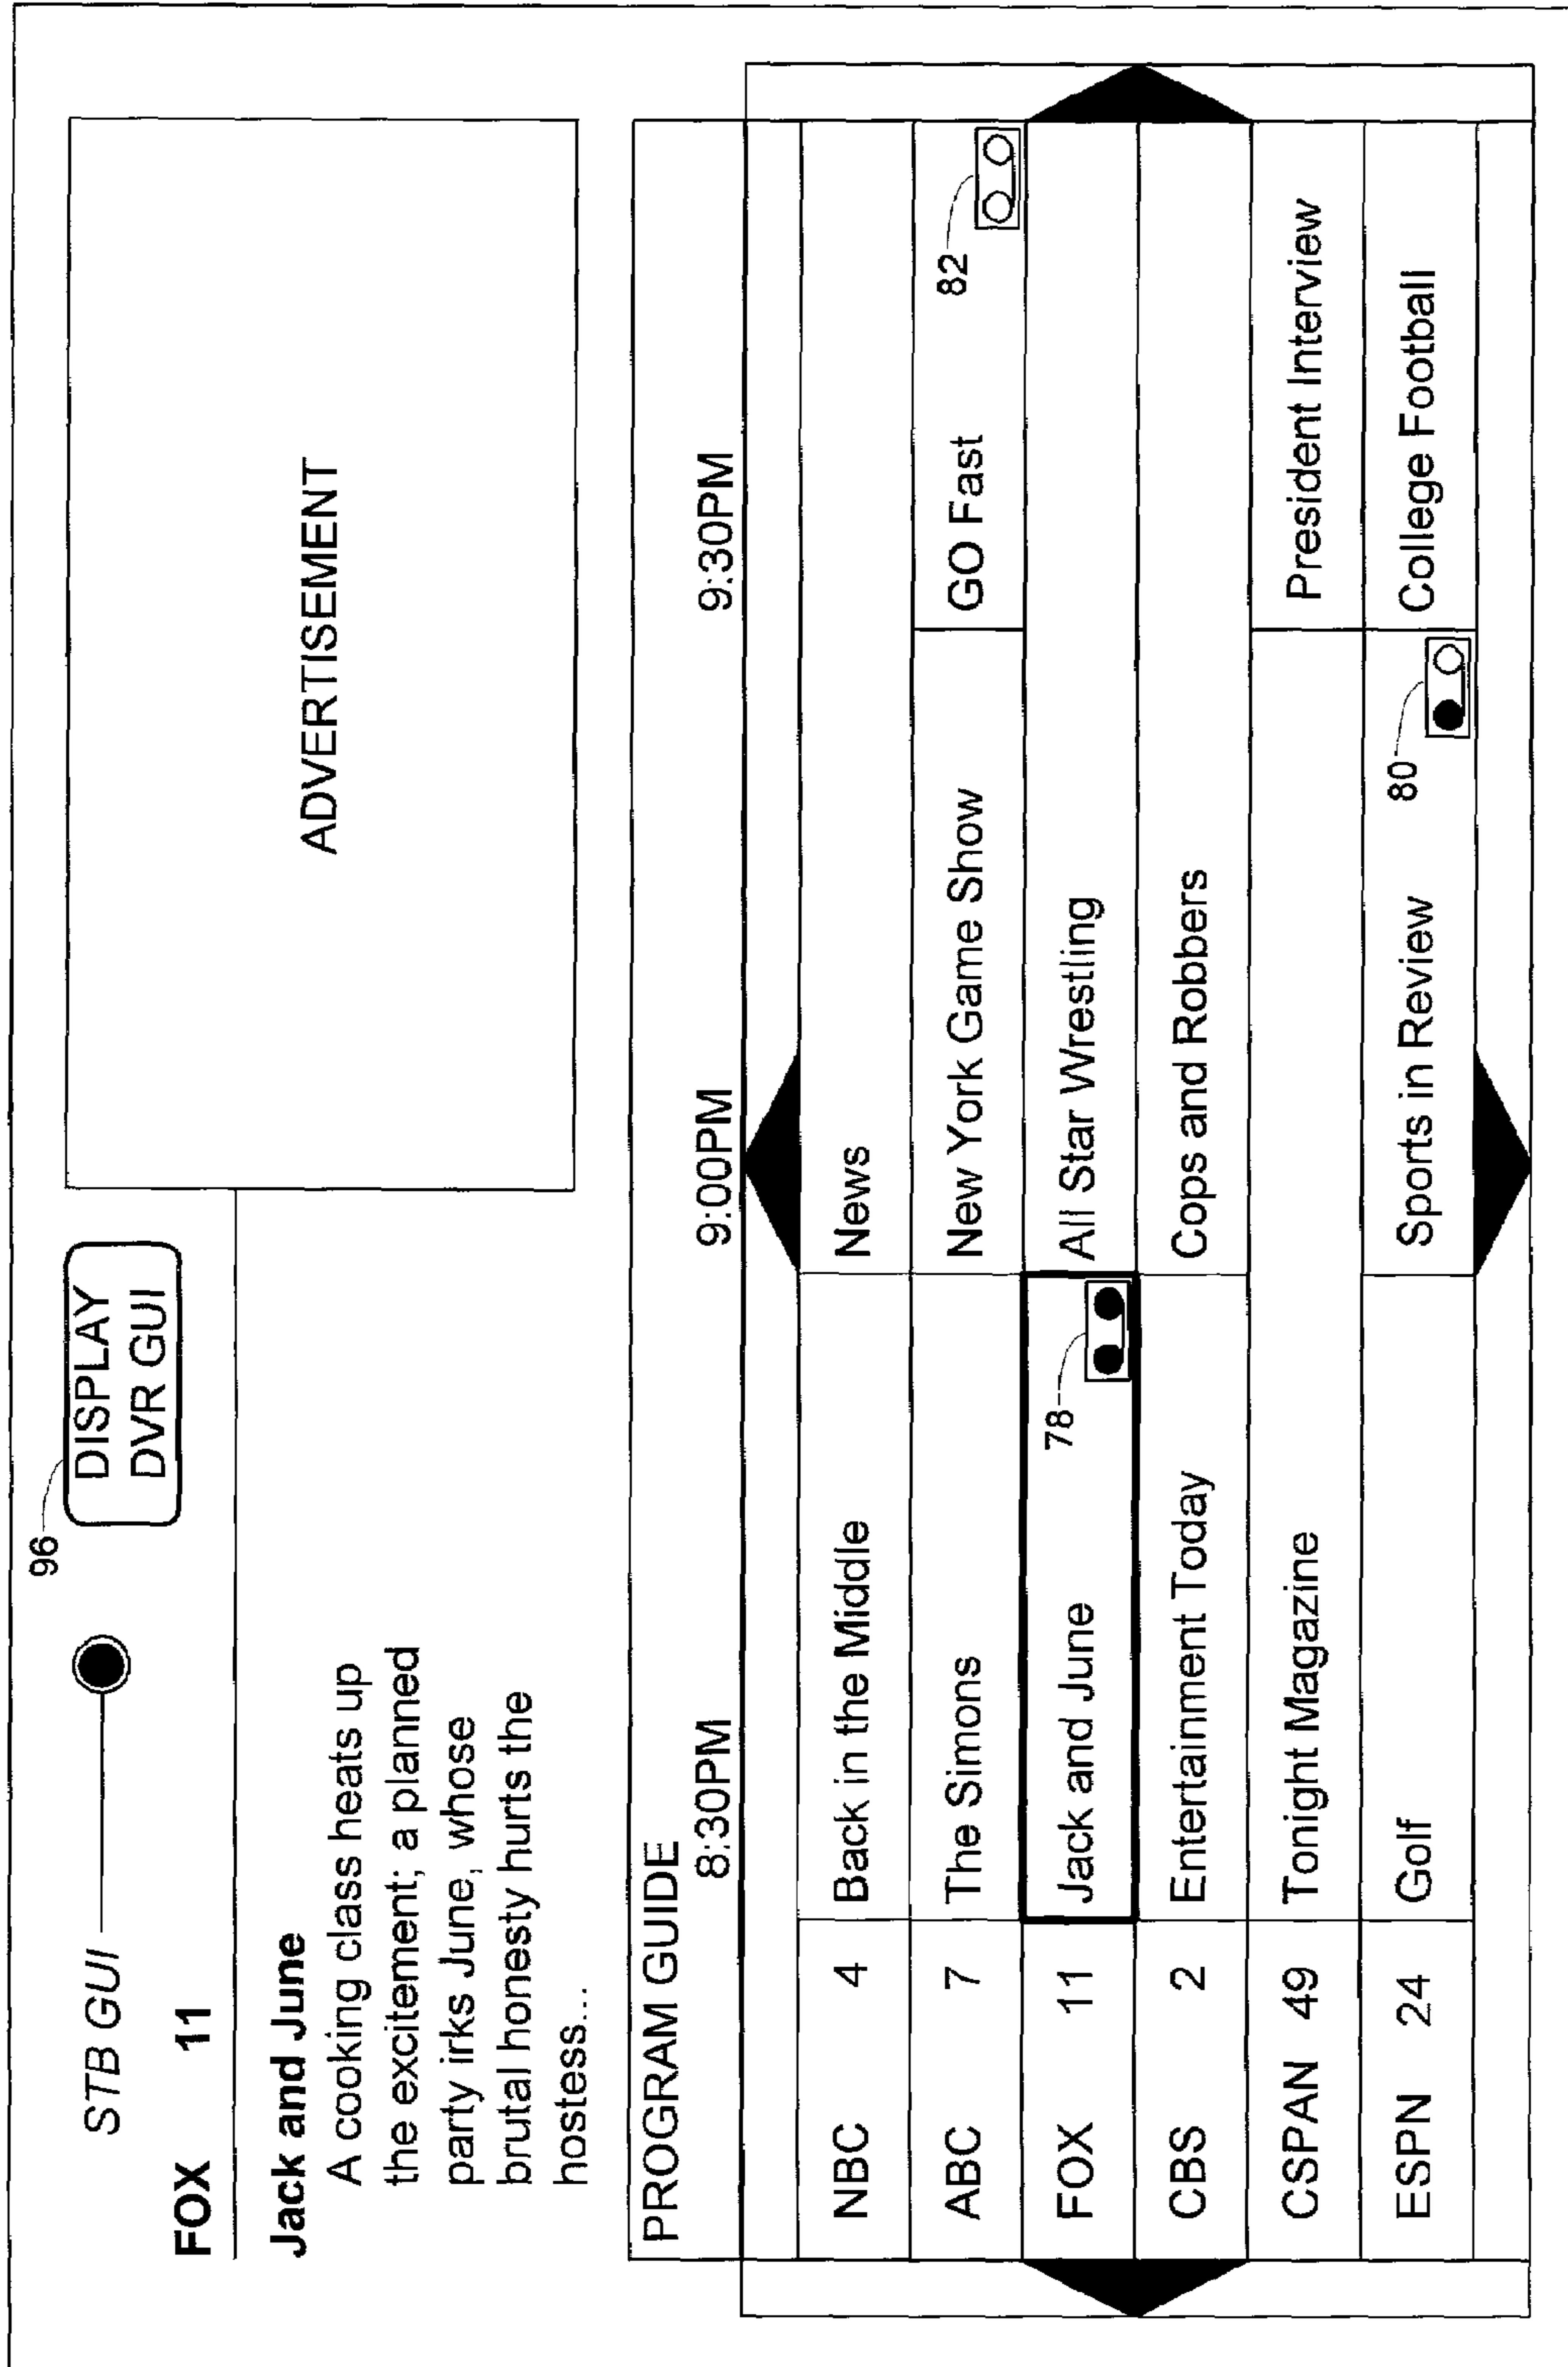 96
STB GUI
DISPLAY
DVR GUI
FOX 11
Jack and June
A cooking class heats up
the excitement; a planned
party irks June, whose
brutal honesty hurts the
hostess...
ADVERTISEMENT
PROGRAM GUIDE
8:30PM 9:00PM 9:30PM
NBC 4 Back in the Middle News
ABC 7 The Simons New York Game Show GO Fast 82
FOX 11 Jack and June 78 All Star Wrestling
CBS 2 Entertainment Today Cops and Robbers
CSPAN 49 Tonight Magazine President Interview
ESPN 24 Golf Sports in Review 80 College Football